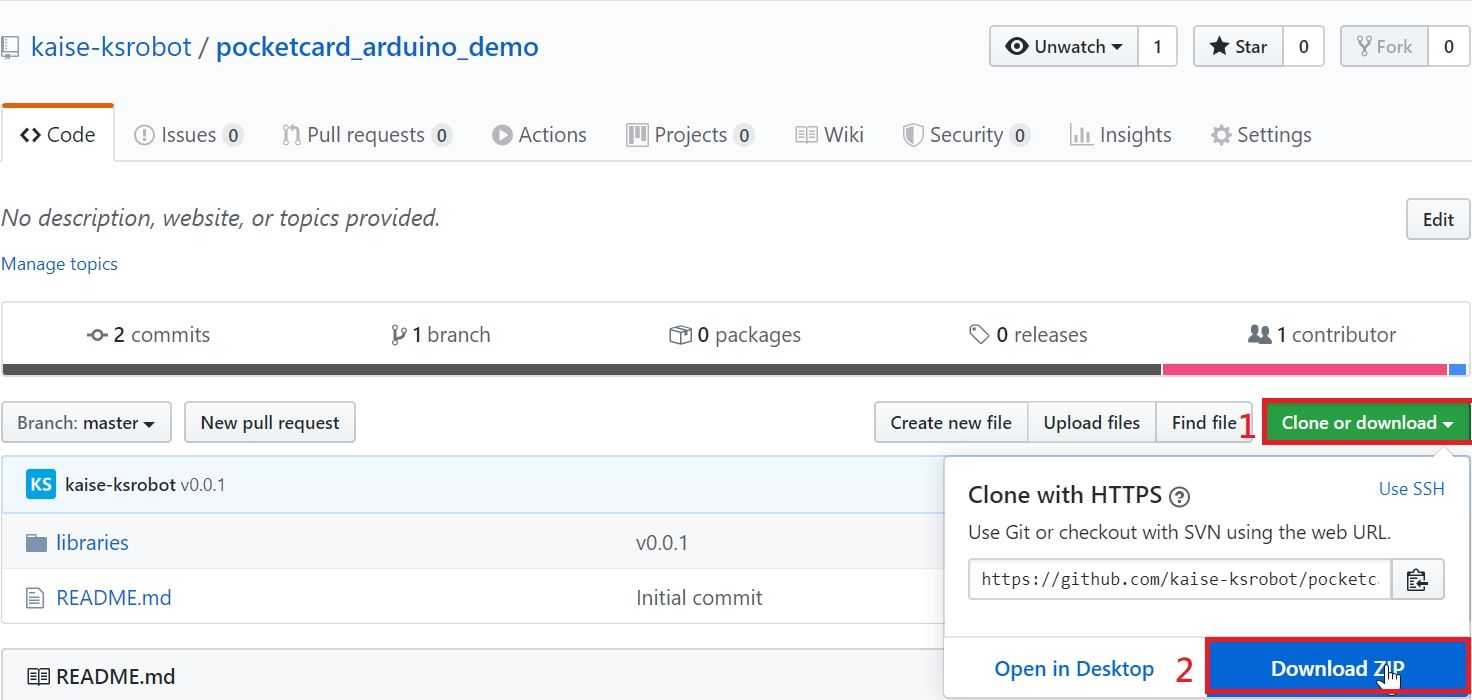 kaise-ksrobot / pocketcard_arduino_demo Unwatch 1 Star 0 Fork 0
Code Issues 0 Pull requests 0 Actions Projects 0 Wiki Security 0 Insights Settings
No description, website, or topics provided. Edit
Manage topics
2 commits 1 branch 0 packages 0 releases 1 contributor
Branch: master New pull request Create new file Upload files Find file 1 Clone or download
KS kaise-ksrobot v0.0.1
Clone with HTTPS ? Use SSH
Use Git or checkout with SVN using the web URL.
libraries v0.0.1
https://github.com/kaise-ksrobot/pocketc
README.md Initial commit
Open in Desktop 2 Download ZIP
README.md